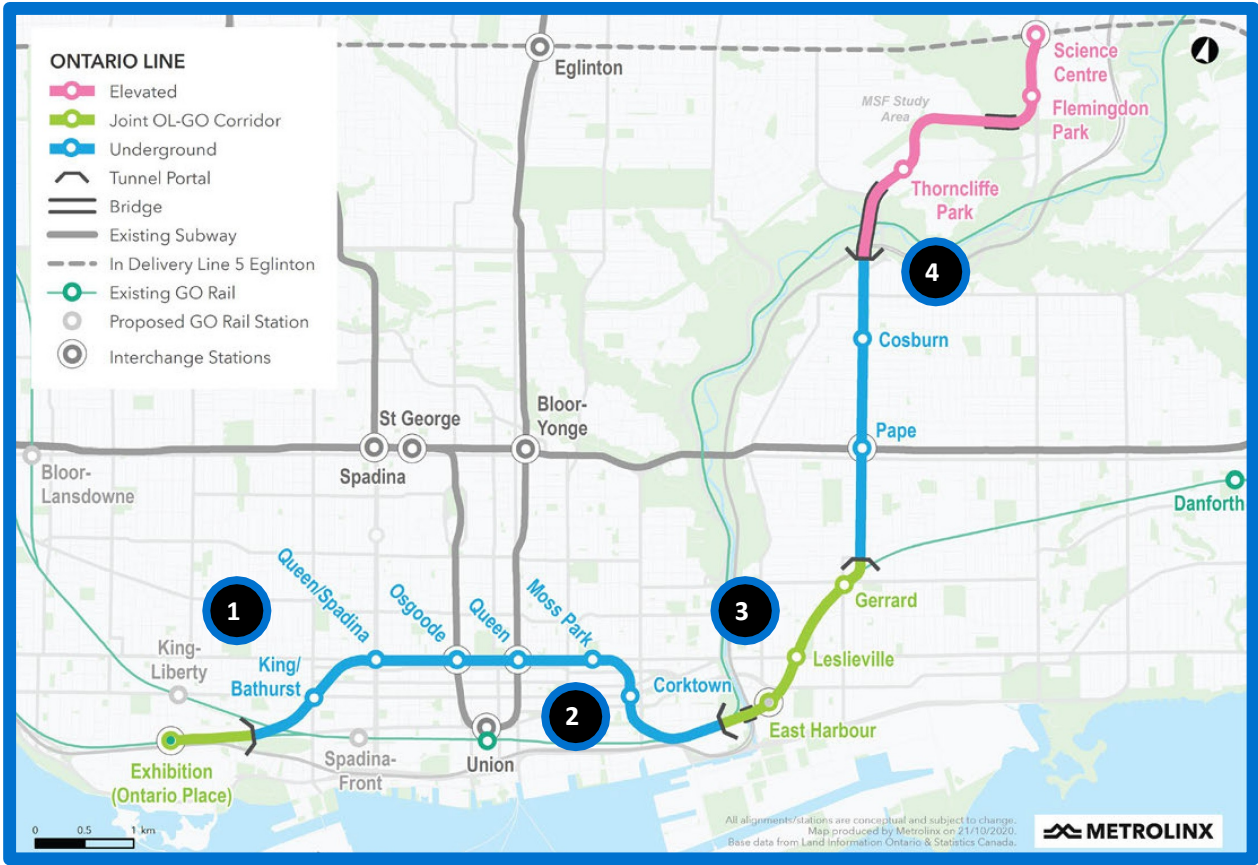 ONTARIO LINE
Elevated
Joint OL-GO Corridor
Underground
Tunnel Portal
Bridge
Existing Subway
In Delivery Line 5 Eglinton
Existing GO Rail
Proposed GO Rail Station
Interchange Stations
Eglinton
Science
Centre
MSF Study
Area
Flemingdon
Park
Thorncliffe
Park
4
Cosburn
St George
Bloor-
Yonge
Pape
Spadina
Bloor-
Lansdowne
Danforth
1
Queen/Spadina
Osgoode
Queen
Moss Park
3
Gerrard
King-
Liberty
King/
Bathurst
Leslieville
Corktown
2
East Harbour
Exhibition
(Ontario Place)
Spadina-
Front
Union
0 0.5 1 km
All alignments/stations are conceptual and subject to change.
Map produced by Metrolinx on 21/10/2020.
Base data from Land Information Ontario & Statistics Canada.
METROLINX